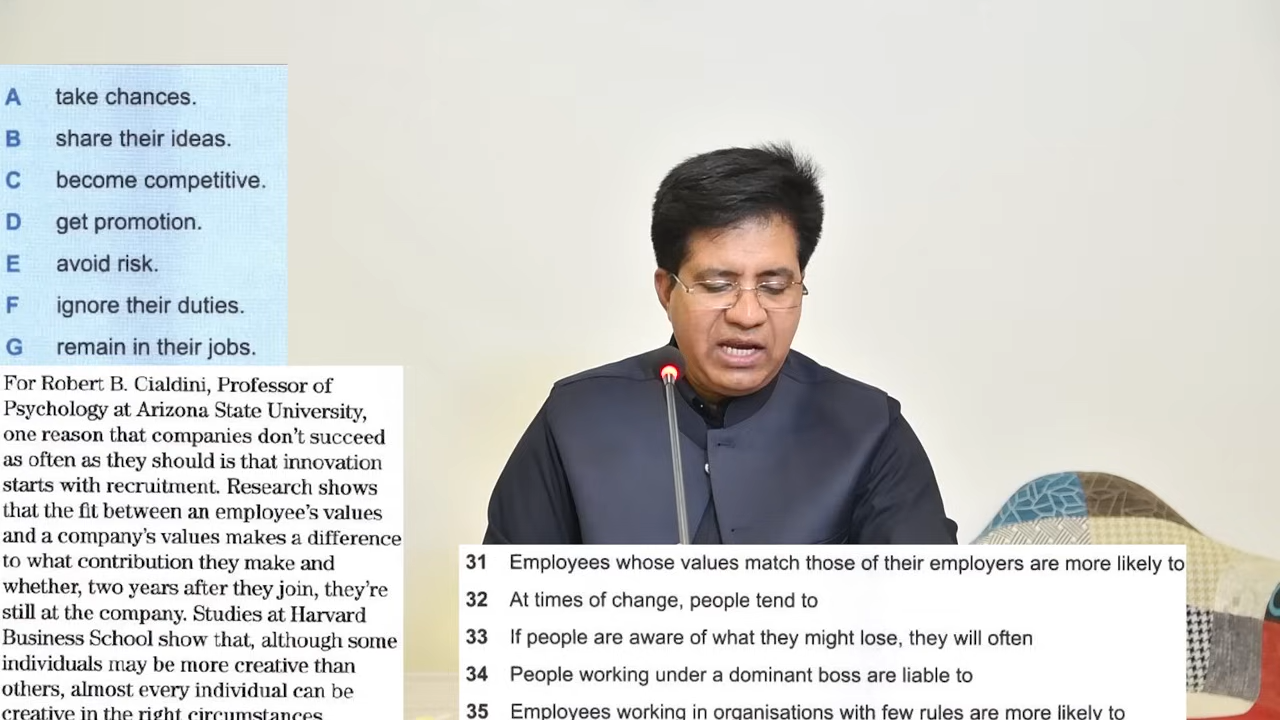 A take chances.
B share their ideas.
C become competitive.
D get promotion.
E avoid risk.
F ignore their duties.
G remain in their jobs.
For Robert B. Cialdini, Professor of
Psychology at Arizona State University,
one reason that companies don't succeed
as often as they should is that innovation
starts with recruitment. Research shows
that the fit between an employee's values
and a company's values makes a difference
to what contribution they make and
whether, two years after they join, they're
still at the company. Studies at Harvard
Business School show that, although some
individuals may be more creative than
others, almost every individual can be
creative in the right circumstances
31 Employees whose values match those of their employers are more likely to
32 At times of change, people tend to
33 If people are aware of what they might lose, they will often
34 People working under a dominant boss are liable to
35 Employees working in organisations with few rules are more likely to